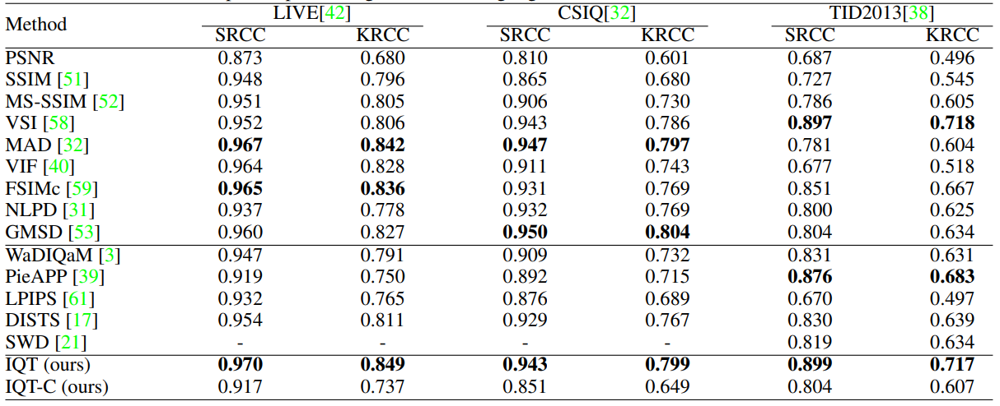 Method LIVE[42] CSIQ[32] TID2013[38]
SRCC KRCC SRCC KRCC SRCC KRCC
PSNR 0.873 0.680 0.810 0.601 0.687 0.496
SSIM [51] 0.948 0.796 0.865 0.680 0.727 0.545
MS-SSIM [52] 0.951 0.805 0.906 0.730 0.786 0.605
VSI [58] 0.952 0.806 0.943 0.786 0.897 0.718
MAD [32] 0.967 0.842 0.947 0.797 0.781 0.604
VIF [40] 0.964 0.828 0.911 0.743 0.677 0.518
FSIMc [59] 0.965 0.836 0.931 0.769 0.851 0.667
NLPD [31] 0.937 0.778 0.932 0.769 0.800 0.625
GMSD [53] 0.960 0.827 0.950 0.804 0.804 0.634
WaDIQaM [3] 0.947 0.791 0.909 0.732 0.831 0.631
PieAPP [39] 0.919 0.750 0.892 0.715 0.876 0.683
LPIPS [61] 0.932 0.765 0.876 0.689 0.670 0.497
DISTS [17] 0.954 0.811 0.929 0.767 0.830 0.639
SWD [21] - - - - 0.819 0.634
IQT (ours) 0.970 0.849 0.943 0.799 0.899 0.717
IQT-C (ours) 0.917 0.737 0.851 0.649 0.804 0.607